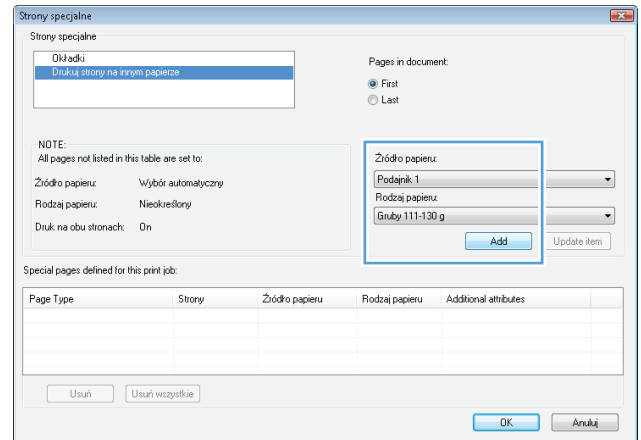 Strony specjalne
Strony specjalne
Okładki
Drukuj strony na innym papierze
Pages in document:
First
Last
NOTE:
All pages not listed in this table are set to:
Źródło papieru: Wybór automatyczny
Rodzaj papieru: Nieokreślony
Druk na obu stronach: On
Źródło papieru:
Podajnik 1
Rodzaj papieru:
Gruby 111-130 g
Add Update item
Special pages defined for this print job:
Page Type Strony Źródło papieru Rodzaj papieru Additional attributes
Usuń Usuń wszystkie
OK Anuluj